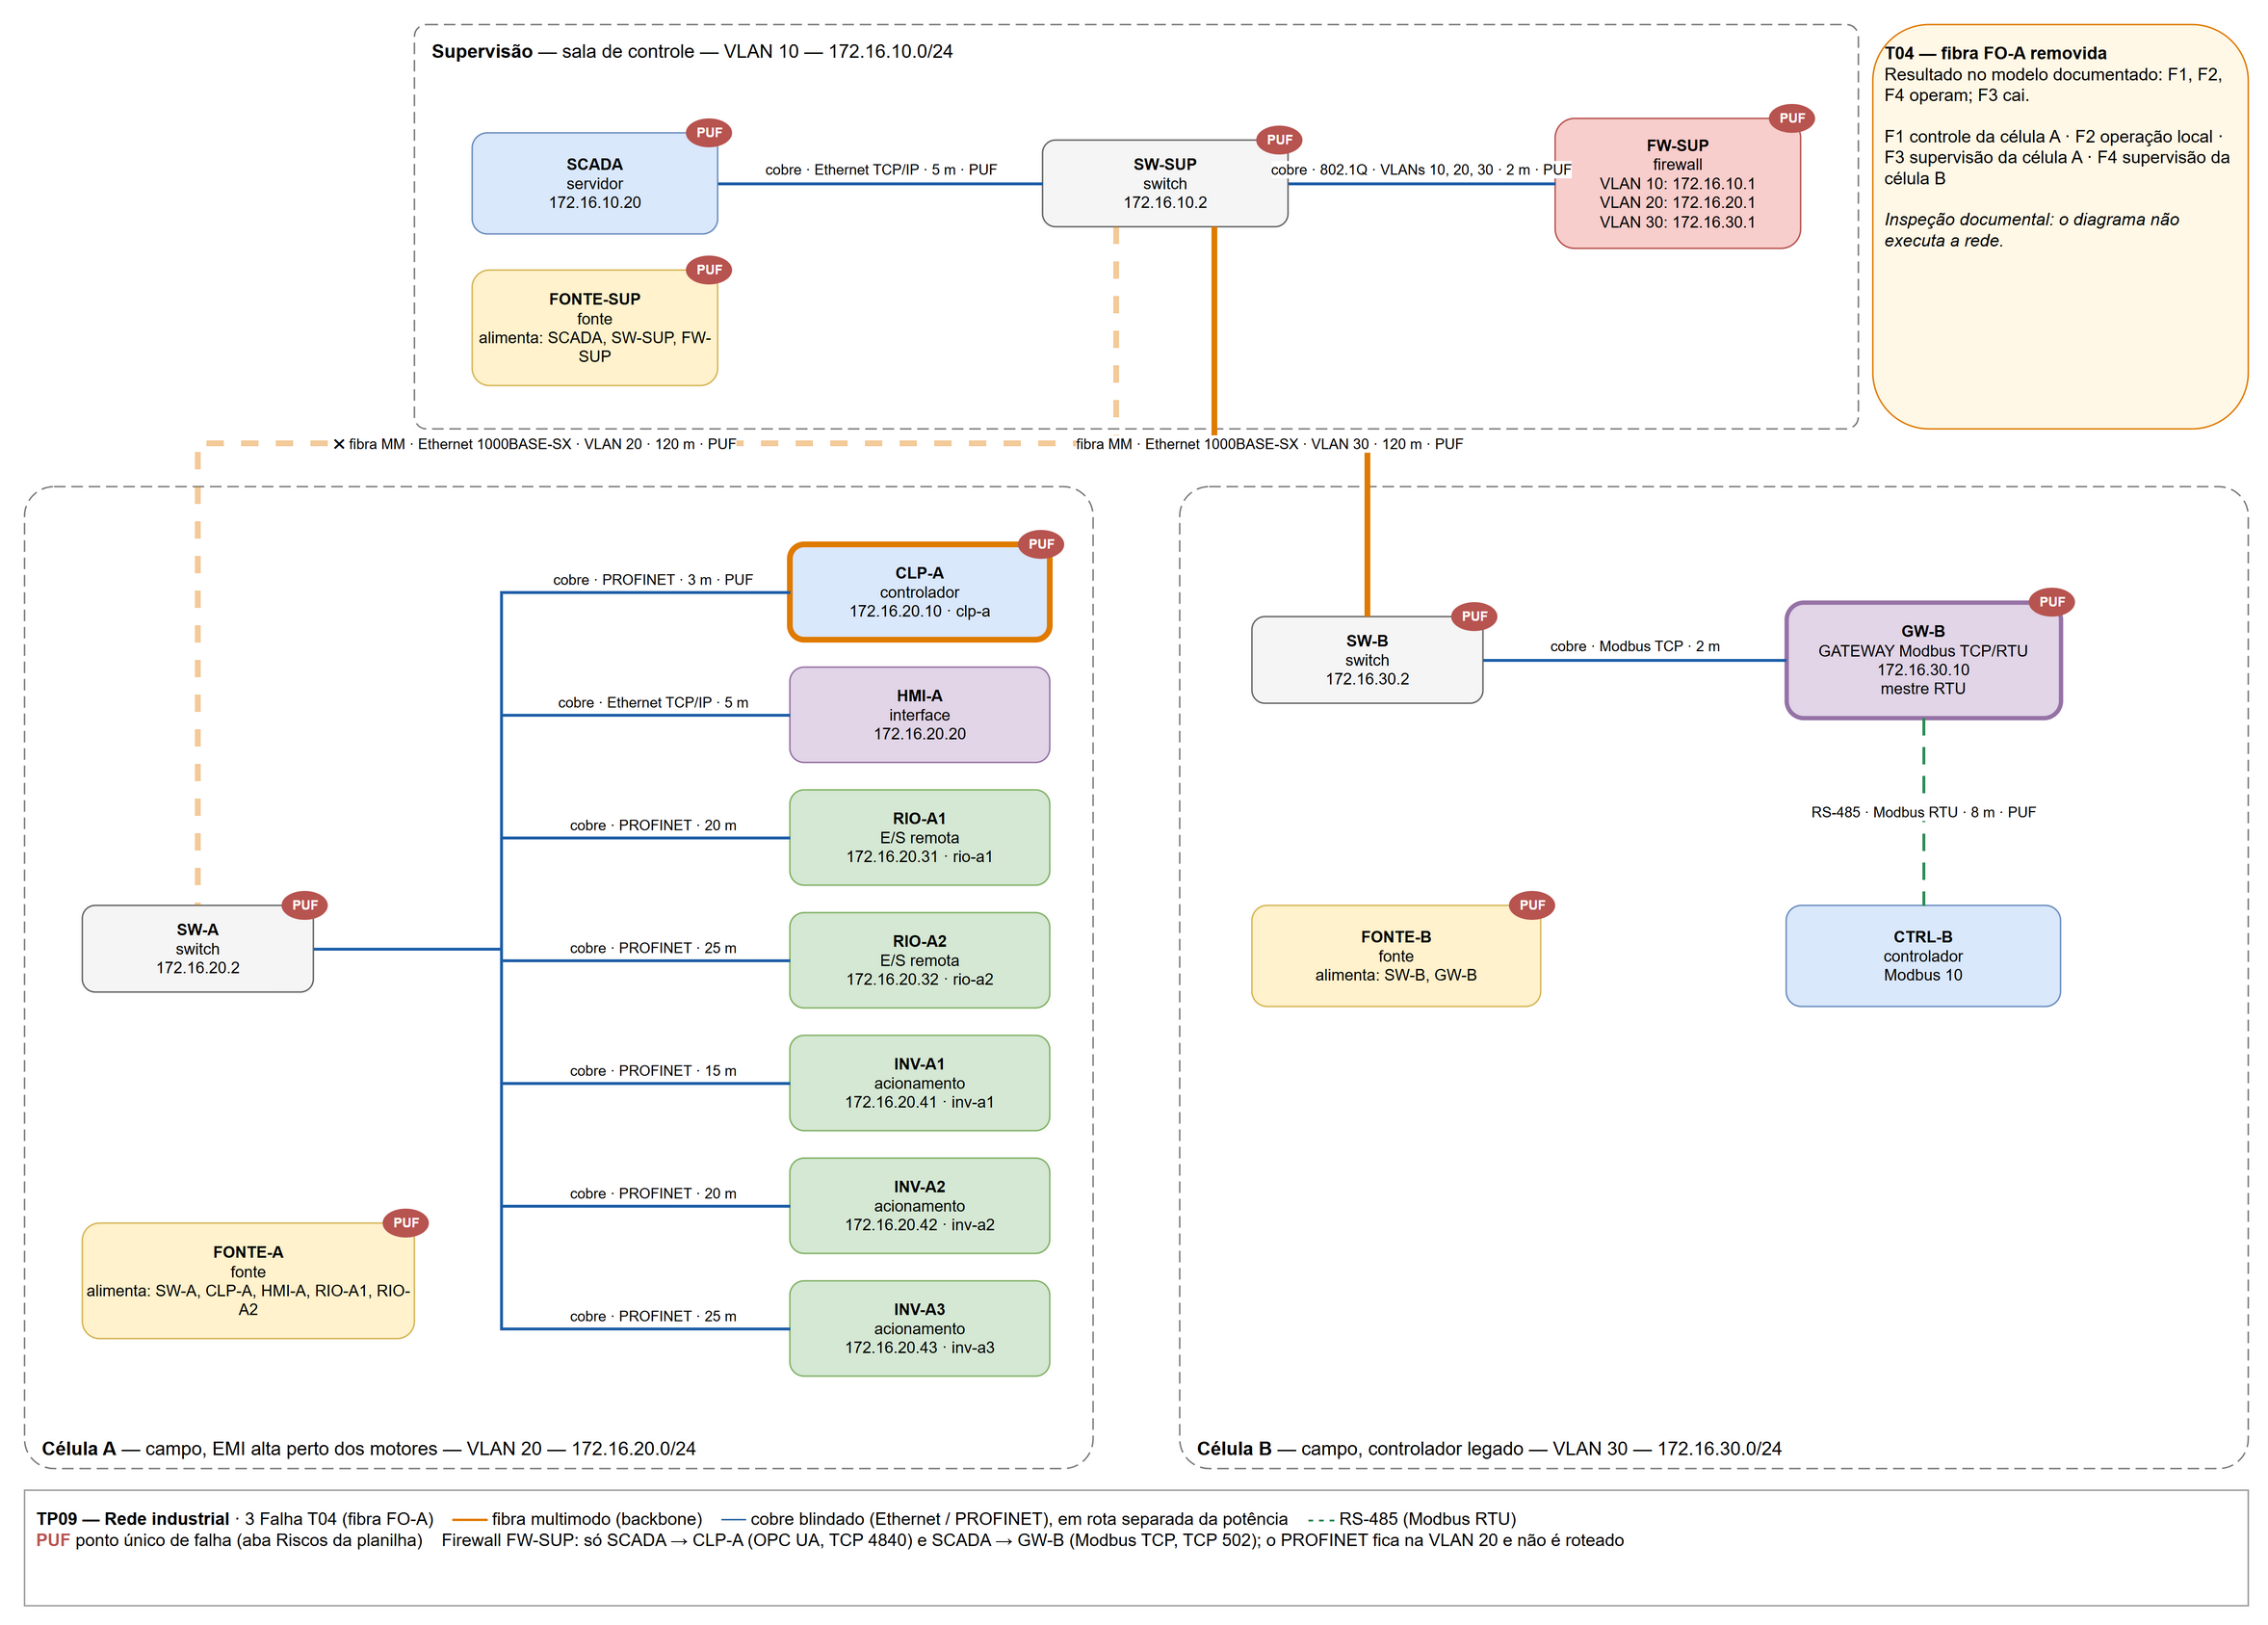 Supervisão — sala de controle — VLAN 10 — 172.16.10.0/24
PUF
SCADA
servidor
172.16.10.20
cobre · Ethernet TCP/IP · 5 m · PUF
PUF
SW-SUP
switch
172.16.10.2
cobre · 802.1Q · VLANs 10, 20, 30 · 2 m · PUF
PUF
FW-SUP
firewall
VLAN 10: 172.16.10.1
VLAN 20: 172.16.20.1
VLAN 30: 172.16.30.1
PUF
FONTE-SUP
fonte
alimenta: SCADA, SW-SUP, FW-
SUP
T04 — fibra FO-A removida
Resultado no modelo documentado: F1, F2,
F4 operam; F3 cai.
F1 controle da célula A · F2 operação local ·
F3 supervisão da célula A · F4 supervisão da
célula B
Inspeção documental: o diagrama não
executa a rede.
✕ fibra MM · Ethernet 1000BASE-SX · VLAN 20 · 120 m · PUF
fibra MM · Ethernet 1000BASE-SX · VLAN 30 · 120 m · PUF
cobre · PROFINET · 3 m · PUF
PUF
CLP-A
controlador
172.16.20.10 · clp-a
cobre · Ethernet TCP/IP · 5 m
HMI-A
interface
172.16.20.20
cobre · PROFINET · 20 m
RIO-A1
E/S remota
172.16.20.31 · rio-a1
PUF
SW-A
switch
172.16.20.2
cobre · PROFINET · 25 m
RIO-A2
E/S remota
172.16.20.32 · rio-a2
cobre · PROFINET · 15 m
INV-A1
acionamento
172.16.20.41 · inv-a1
cobre · PROFINET · 20 m
INV-A2
acionamento
172.16.20.42 · inv-a2
PUF
FONTE-A
fonte
alimenta: SW-A, CLP-A, HMI-A, RIO-A1, RIO-
A2
cobre · PROFINET · 25 m
INV-A3
acionamento
172.16.20.43 · inv-a3
Célula A — campo, EMI alta perto dos motores — VLAN 20 — 172.16.20.0/24
PUF
SW-B
switch
172.16.30.2
cobre · Modbus TCP · 2 m
PUF
GW-B
GATEWAY Modbus TCP/RTU
172.16.30.10
mestre RTU
RS-485 · Modbus RTU · 8 m · PUF
PUF
FONTE-B
fonte
alimenta: SW-B, GW-B
CTRL-B
controlador
Modbus 10
Célula B — campo, controlador legado — VLAN 30 — 172.16.30.0/24
TP09 — Rede industrial · 3 Falha T04 (fibra FO-A) fibra multimodo (backbone) cobre blindado (Ethernet / PROFINET), em rota separada da potência RS-485 (Modbus RTU)
PUF ponto único de falha (aba Riscos da planilha) Firewall FW-SUP: só SCADA → CLP-A (OPC UA, TCP 4840) e SCADA → GW-B (Modbus TCP, TCP 502); o PROFINET fica na VLAN 20 e não é roteado